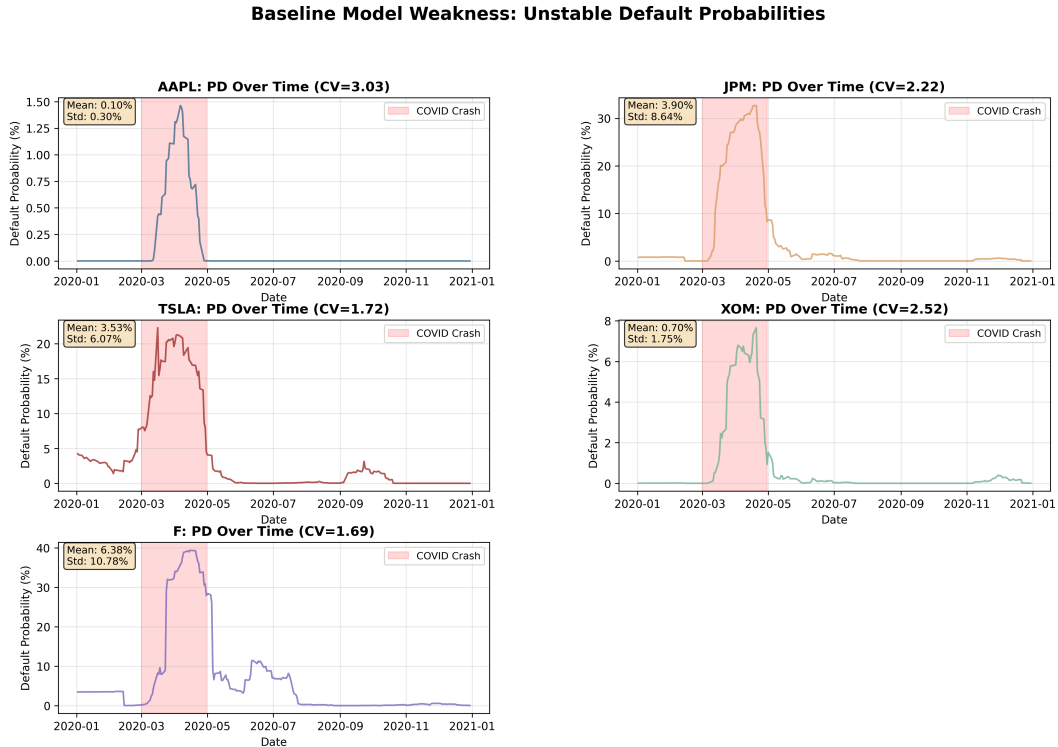 Baseline Model Weakness: Unstable Default Probabilities
AAPL: PD Over Time (CV=3.03)
Mean: 0.10%
Std: 0.30%
COVID Crash
Default Probability (%)
1.50
1.25
1.00
0.75
0.50
0.25
0.00
2020-01 2020-03 2020-05 2020-07 2020-09 2020-11 2021-01
Date
JPM: PD Over Time (CV=2.22)
Mean: 3.90%
Std: 8.64%
COVID Crash
Default Probability (%)
30
20
10
0
2020-01 2020-03 2020-05 2020-07 2020-09 2020-11 2021-01
Date
TSLA: PD Over Time (CV=1.72)
Mean: 3.53%
Std: 6.07%
COVID Crash
Default Probability (%)
20
15
10
5
0
2020-01 2020-03 2020-05 2020-07 2020-09 2020-11 2021-01
Date
XOM: PD Over Time (CV=2.52)
Mean: 0.70%
Std: 1.75%
COVID Crash
Default Probability (%)
8
6
4
2
0
2020-01 2020-03 2020-05 2020-07 2020-09 2020-11 2021-01
Date
F: PD Over Time (CV=1.69)
Mean: 6.38%
Std: 10.78%
COVID Crash
Default Probability (%)
40
30
20
10
0
2020-01 2020-03 2020-05 2020-07 2020-09 2020-11 2021-01
Date